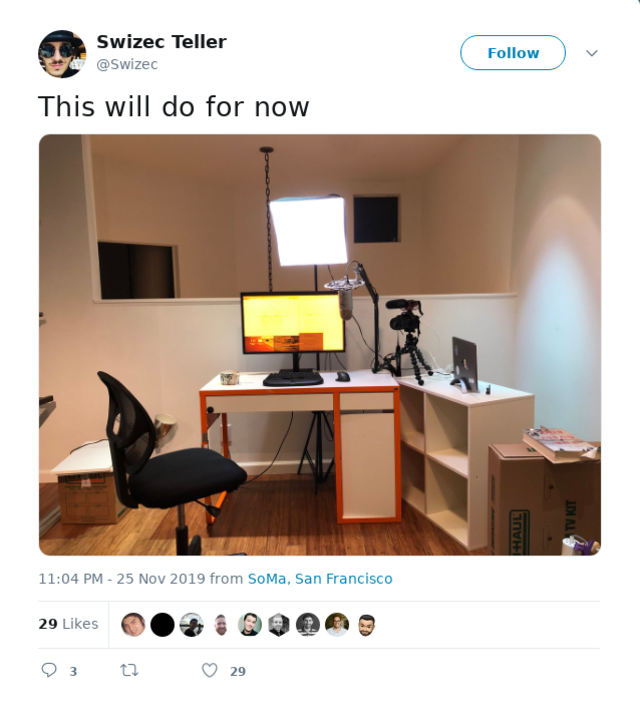 Swizec Teller
@Swizec
Follow
This will do for now
HAUL
TV KIT
11:04 PM - 25 Nov 2019 from SoMa, San Francisco
29 Likes
3
29